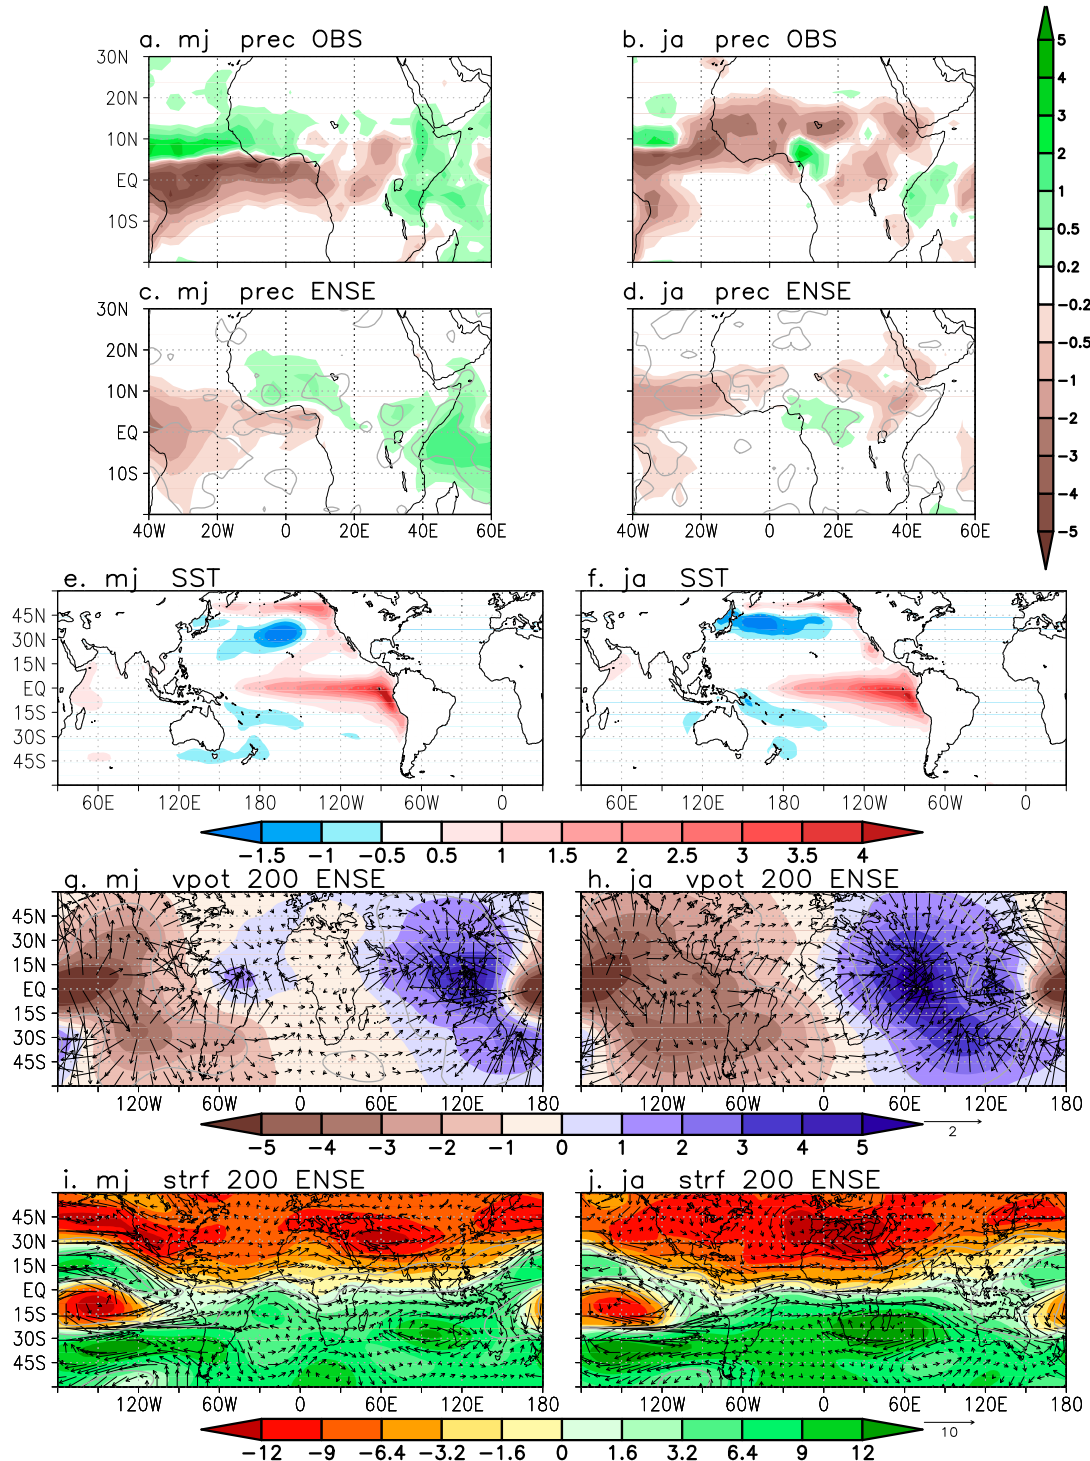 a. mj prec OBS
b. ja prec OBS
30N
20N
10N
EQ
10S
5
4
3
2
1
0.5
0.2
-0.2
-0.5
-1
-2
-3
-4
-5
c. mj prec ENSE
d. ja prec ENSE
30N
20N
10N
EQ
10S
40W 20W 0 20E 40E 60E
40W 20W 0 20E 40E 60E
e. mj SST
f. ja SST
45N
30N
15N
EQ
15S
30S
45S
60E 120E 180 120W 60W 0
60E 120E 180 120W 60W 0
-1.5 -1 -0.5 0.5 1 1.5 2 2.5 3 3.5 4
g. mj vpot 200 ENSE
h. ja vpot 200 ENSE
45N
30N
15N
EQ
15S
30S
45S
120W 60W 0 60E 120E 180
120W 60W 0 60E 120E 180
-5 -4 -3 -2 -1 0 1 2 3 4 5
2
i. mj strf 200 ENSE
j. ja strf 200 ENSE
45N
30N
15N
EQ
15S
30S
45S
120W 60W 0 60E 120E 180
120W 60W 0 60E 120E 180
-12 -9 -6.4 -3.2 -1.6 0 1.6 3.2 6.4 9 12
10